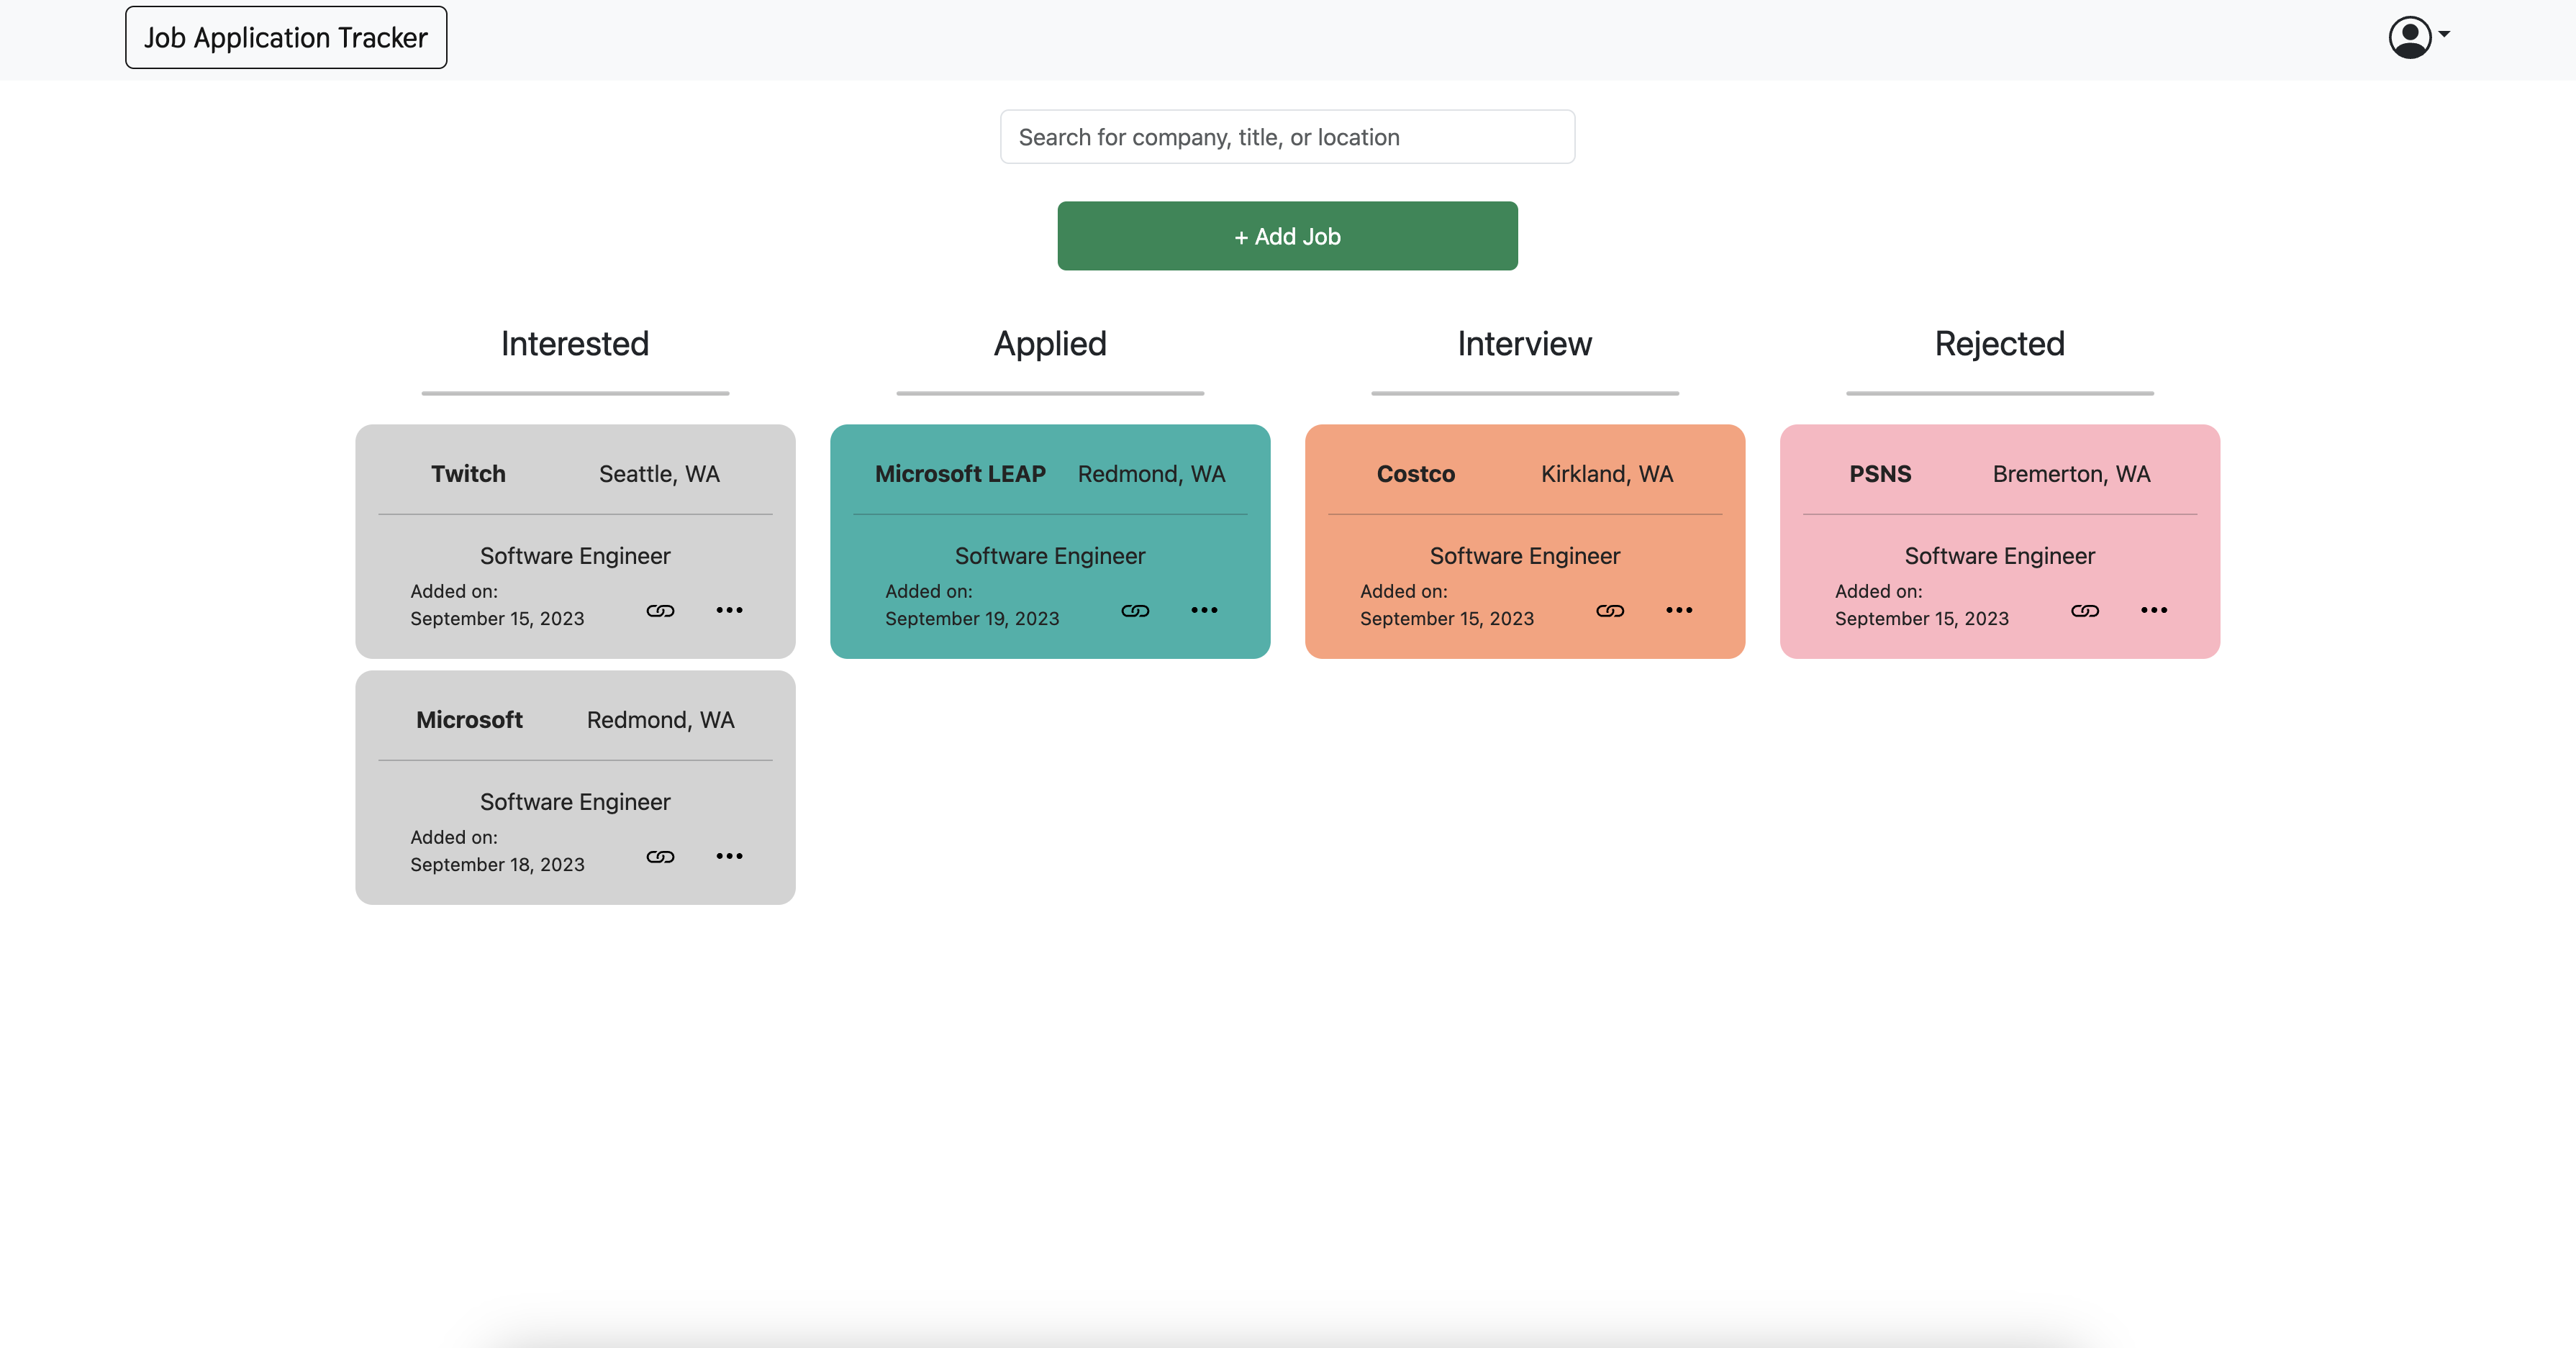 Job Application Tracker
Search for company, title, or location
+ Add Job
Interested
Applied
Interview
Rejected
Twitch Seattle, WA
Software Engineer
Added on:
September 15, 2023
Microsoft Redmond, WA
Software Engineer
Added on:
September 18, 2023
Microsoft LEAP Redmond, WA
Software Engineer
Added on:
September 19, 2023
Costco Kirkland, WA
Software Engineer
Added on:
September 15, 2023
PSNS Bremerton, WA
Software Engineer
Added on:
September 15, 2023